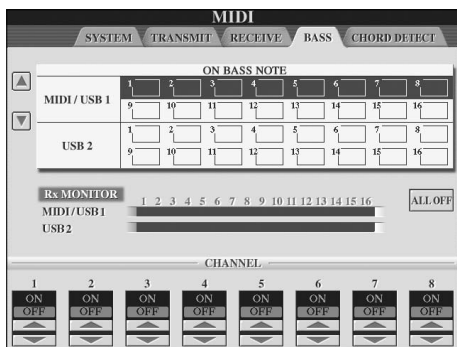 MIDI
SYSTEM TRANSMIT RECEIVE BASS CHORD DETECT
ON BASS NOTE
MIDI / USB 1
1 2 3 4 5 6 7 8
9 10 11 12 13 14 15 16
USB 2
1 2 3 4 5 6 7 8
9 10 11 12 13 14 15 16
Rx MONITOR
1 2 3 4 5 6 7 8 9 10 11 12 13 14 15 16
MIDI/USB1
USB2
ALL OFF
CHANNEL
1 2 3 4 5 6 7 8
ON ON ON ON ON ON ON ON
OFF OFF OFF OFF OFF OFF OFF OFF